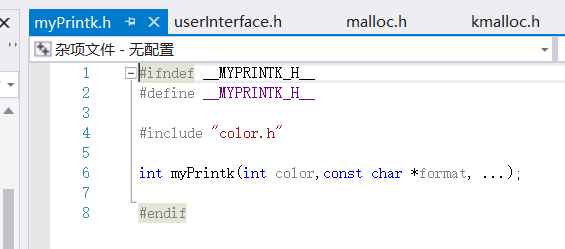 myPrintk.h userInterface.h malloc.h kmalloc.h
杂项文件 - 无配置
1 #ifndef __MYPRINTK_H__
2 #define __MYPRINTK_H__
3
4 #include "color.h"
5
6 int myPrintk(int color,const char *format, ...);
7
8 #endif